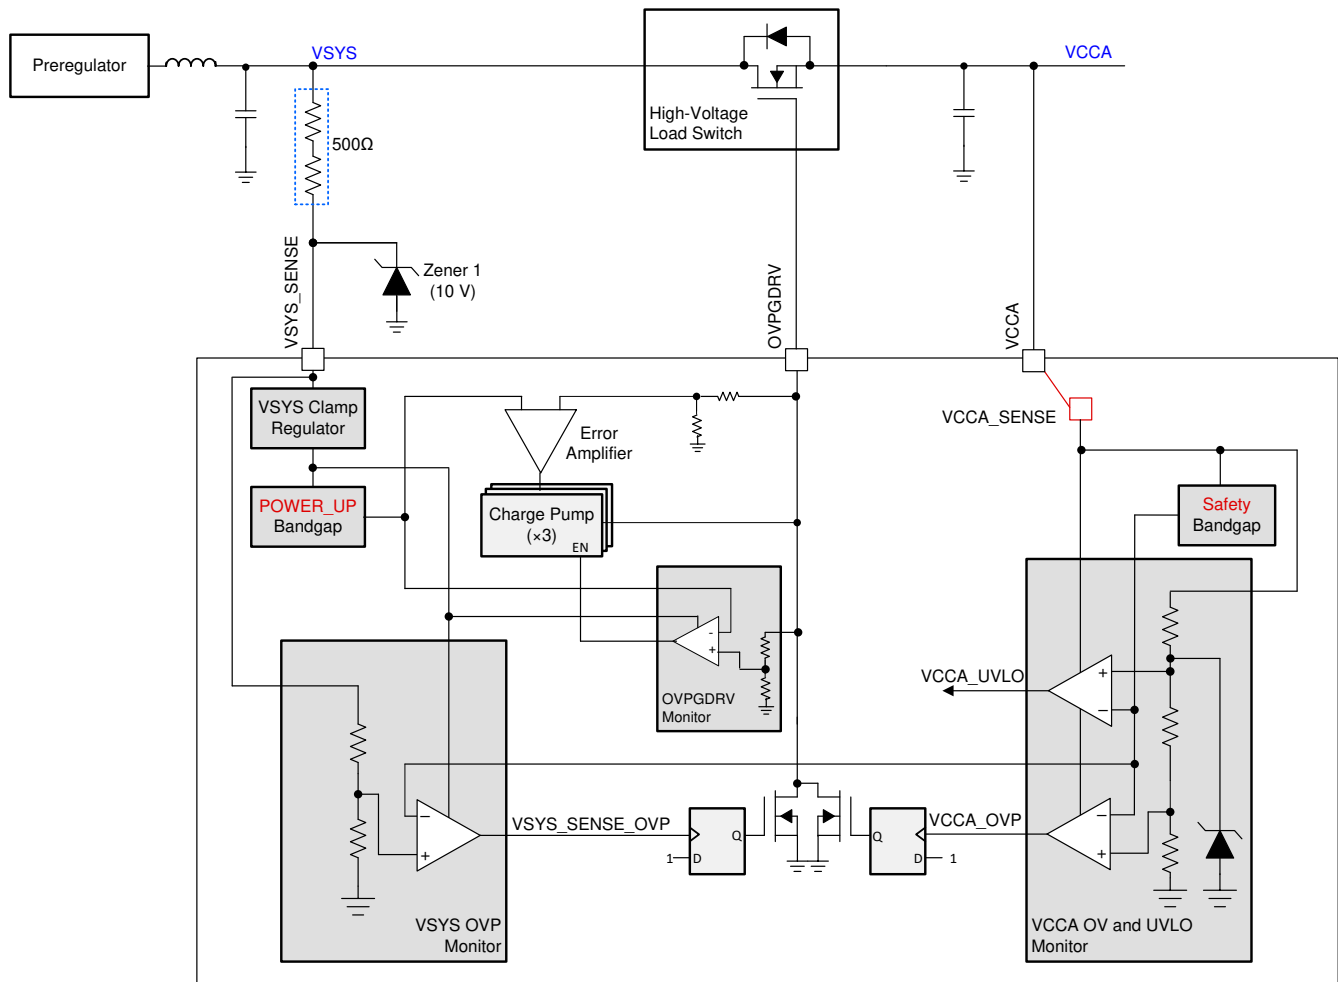 Preregulator
VSYS
VCCA
High-Voltage
Load Switch
500Ω
VSYS_SENSE
Zener 1
(10 V)
OVPGDRV
VCCA
VSYS Clamp
Regulator
Error
Amplifier
VCCA_SENSE
POWER_UP
Bandgap
Charge Pump
(×3)
EN
Safety
Bandgap
-
+
OVPGDRV
Monitor
VCCA_UVLO
+
−
−
+
VSYS_SENSE_OVP
Q
1
D
Q
D
1
VCCA_OVP
−
+
VSYS OVP
Monitor
VCCA OV and UVLO
Monitor